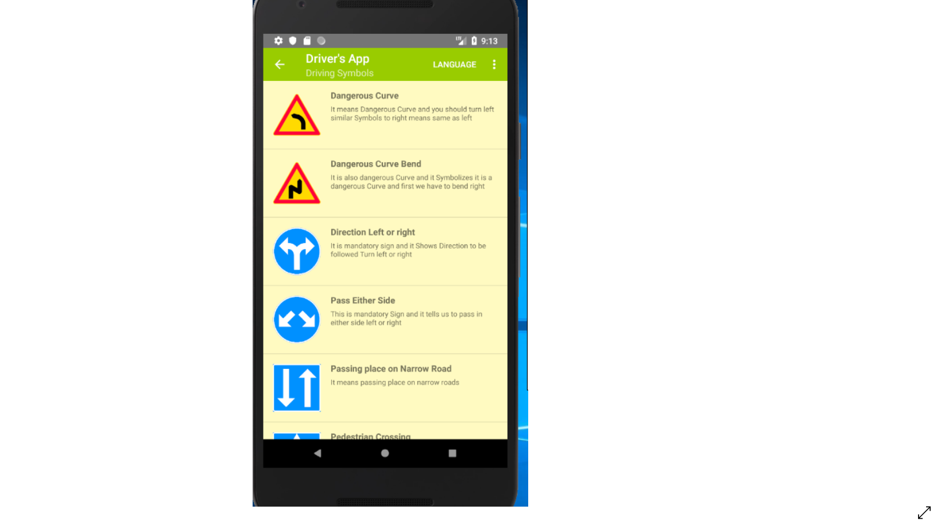 9:13
Driver's App
LANGUAGE
Driving Symbols
Dangerous Curve
It means Dangerous Curve and you should turn left
similar Symbols to right means same as left
Dangerous Curve Bend
It is also dangerous Curve and it Symbolizes it is a
dangerous Curve and first we have to bend right
Direction Left or right
It is mandatory sign and it Shows Direction to be
followed Turn left or right
Pass Either Side
This is mandatory Sign and it tells us to pass in
either side left or right
Passing place on Narrow Road
It means passing place on narrow roads
Pedestrian Crossing